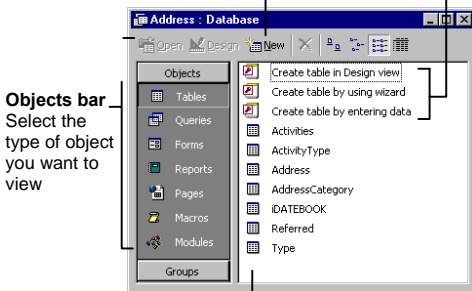 Address : Database
Open Design New
Objects
Tables
Queries
Forms
Reports
Pages
Macros
Modules
Groups
Create table in Design view
Create table by using wizard
Create table by entering data
Activities
ActivityType
Address
AddressCategory
iDATEBOOK
Referred
Type
Objects bar
Select the
type of object
you want to
view